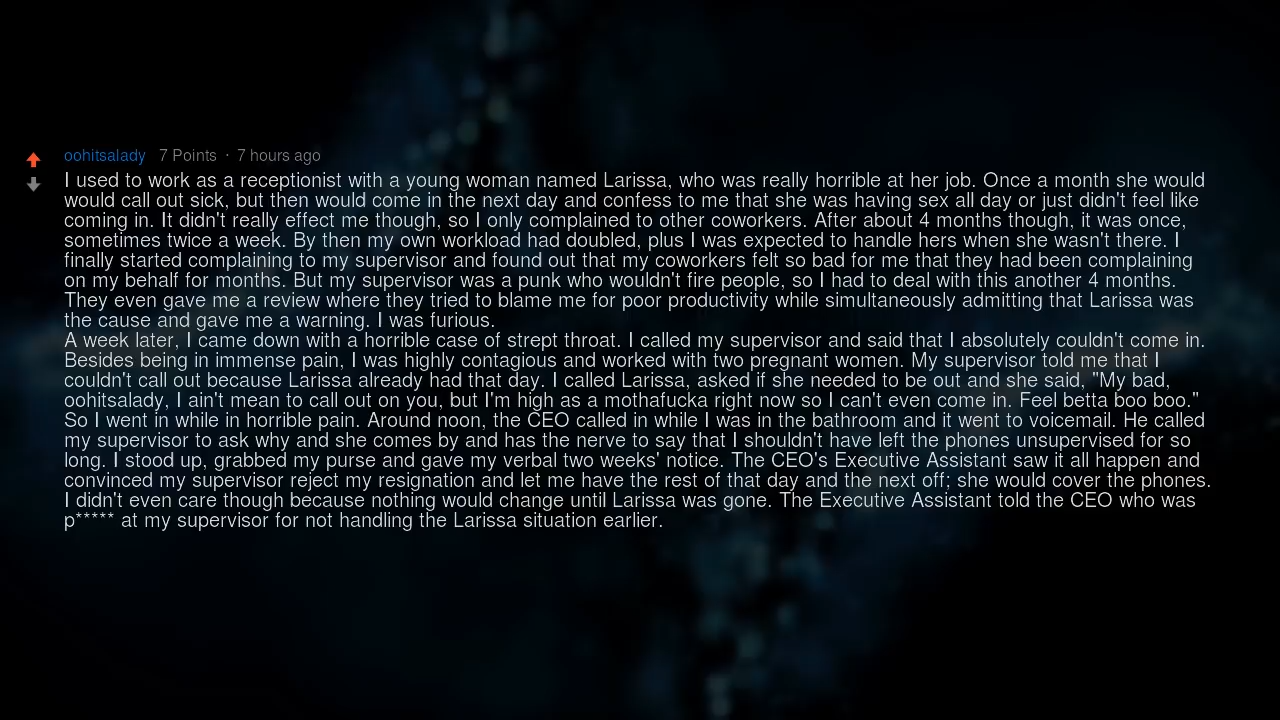 oohitsalady 7 Points · 7 hours ago
I used to work as a receptionist with a young woman named Larissa, who was really horrible at her job. Once a month she would
would call out sick, but then would come in the next day and confess to me that she was having sex all day or just didn't feel like
coming in. It didn't really effect me though, so I only complained to other coworkers. After about 4 months though, it was once,
sometimes twice a week. By then my own workload had doubled, plus I was expected to handle hers when she wasn't there. I
finally started complaining to my supervisor and found out that my coworkers felt so bad for me that they had been complaining
on my behalf for months. But my supervisor was a punk who wouldn't fire people, so I had to deal with this another 4 months.
They even gave me a review where they tried to blame me for poor productivity while simultaneously admitting that Larissa was
the cause and gave me a warning. I was furious.
A week later, I came down with a horrible case of strept throat. I called my supervisor and said that I absolutely couldn't come in.
Besides being in immense pain, I was highly contagious and worked with two pregnant women. My supervisor told me that I
couldn't call out because Larissa already had that day. I called Larissa, asked if she needed to be out and she said, "My bad,
oohitsalady, I ain't mean to call out on you, but I'm high as a mothafucka right now so I can't even come in. Feel betta boo boo."
So I went in while in horrible pain. Around noon, the CEO called in while I was in the bathroom and it went to voicemail. He called
my supervisor to ask why and she comes by and has the nerve to say that I shouldn't have left the phones unsupervised for so
long. I stood up, grabbed my purse and gave my verbal two weeks' notice. The CEO's Executive Assistant saw it all happen and
convinced my supervisor reject my resignation and let me have the rest of that day and the next off; she would cover the phones.
I didn't even care though because nothing would change until Larissa was gone. The Executive Assistant told the CEO who was
p***** at my supervisor for not handling the Larissa situation earlier.